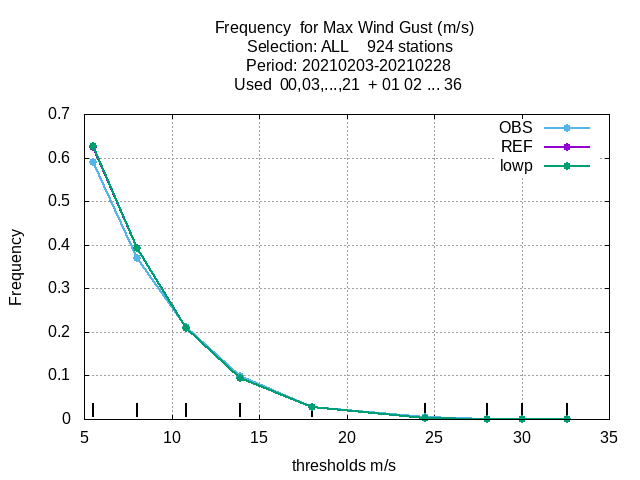 Frequency  for Max Wind Gust (m/s)
Selection: ALL    924 stations
Period: 20210203-20210228
Used  00,03,...,21  + 01 02 ... 36
OBS
REF
lowp
Frequency
0.7
0.6
0.5
0.4
0.3
0.2
0.1
0
5 10 15 20 25 30 35
thresholds m/s